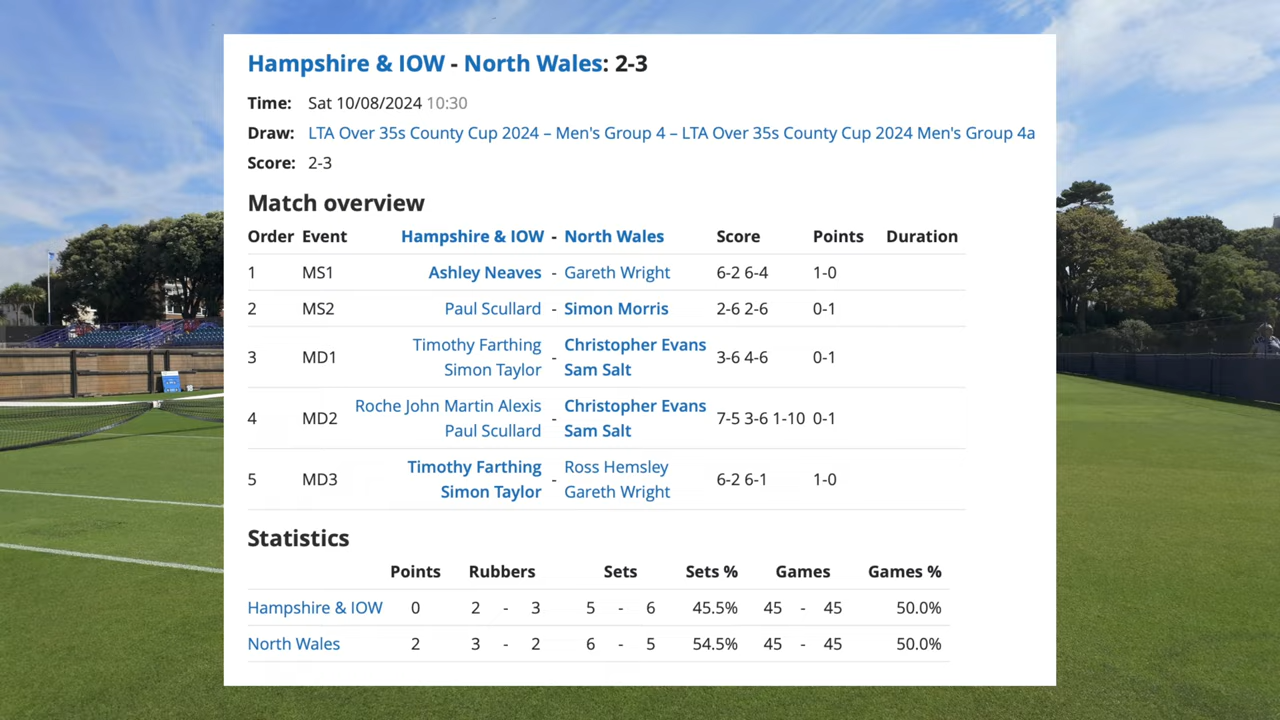 Hampshire & IOW - North Wales: 2-3
Time: Sat 10/08/2024 10:30
Draw: LTA Over 35s County Cup 2024 – Men's Group 4 – LTA Over 35s County Cup 2024 Men's Group 4a
Score: 2-3
Match overview
Order Event Hampshire & IOW - North Wales Score Points Duration
1 MS1 Ashley Neaves - Gareth Wright 6-2 6-4 1-0
2 MS2 Paul Scullard - Simon Morris 2-6 2-6 0-1
Timothy Farthing Christopher Evans
3 MD1 - 3-6 4-6 0-1
Simon Taylor Sam Salt
Roche John Martin Alexis Christopher Evans
4 MD2 - 7-5 3-6 1-10 0-1
Paul Scullard Sam Salt
Timothy Farthing Ross Hemsley
5 MD3 - 6-2 6-1 1-0
Simon Taylor Gareth Wright
Statistics
Points Rubbers Sets Sets % Games Games %
Hampshire & IOW 0 2 - 3 5 - 6 45.5% 45 - 45 50.0%
North Wales 2 3 - 2 6 - 5 54.5% 45 - 45 50.0%